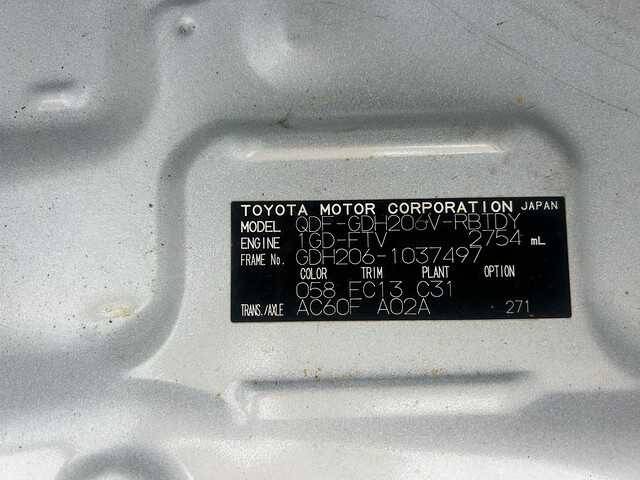 TOYOTA MOTOR CORPORATION JAPAN
MODEL QDF-GDH206V-RBTDY
ENGINE 1GD-FTV 2754 mL
FRAME No. GDH206-1037497
COLOR TRIM PLANT OPTION
058 FC13 C31
TRANS./AXLE AC60F A02A 271